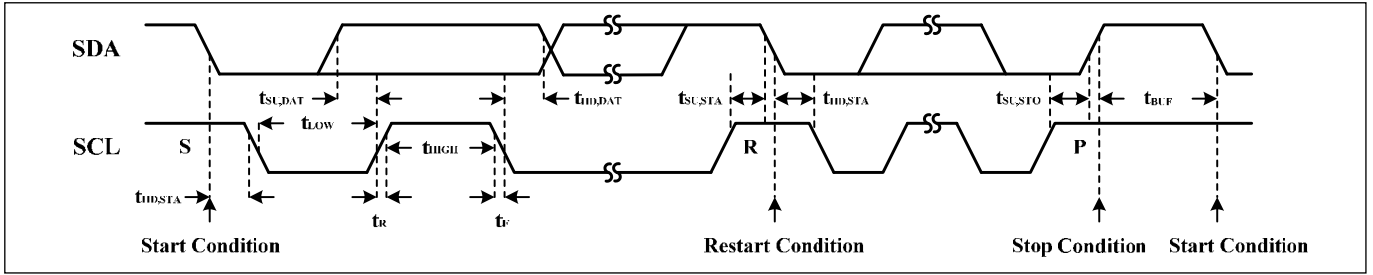 SDA
tSU,DAT
tHD,DAT
tSU,STA
tHD,STA
tSU,STO
tBUF
tLOW
SCL
S
tHIGH
R
P
tHD,STA
tR
tF
Start Condition
Restart Condition
Stop Condition
Start Condition